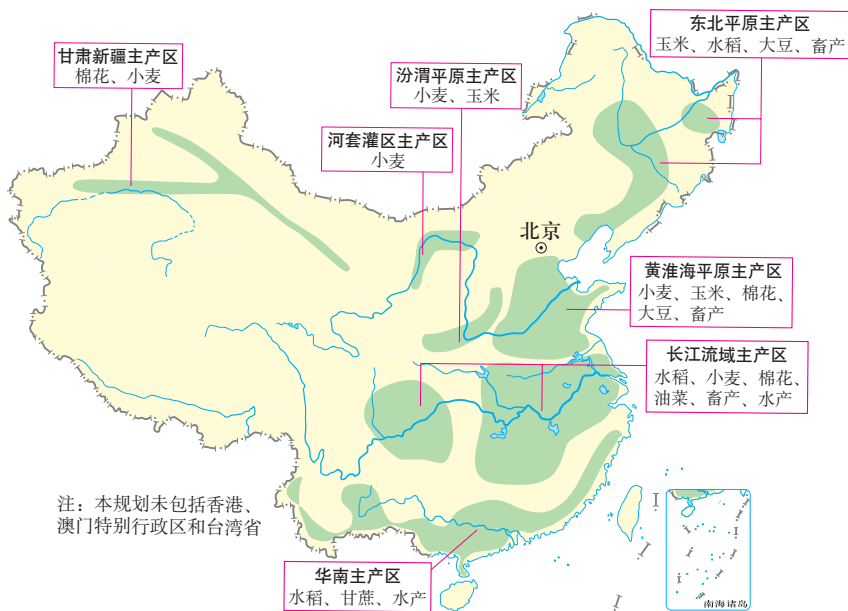 东北平原主产区
玉米、水稻、大豆、畜产
甘肃新疆主产区
棉花、小麦
汾渭平原主产区
小麦、玉米
河套灌区主产区
小麦
北京
黄淮海平原主产区
小麦、玉米、棉花、
大豆、畜产
长江流域主产区
水稻、小麦、棉花、
油菜、畜产、水产
注：本规划未包括香港、
澳门特别行政区和台湾省
华南主产区
水稻、甘蔗、水产
南海诸岛